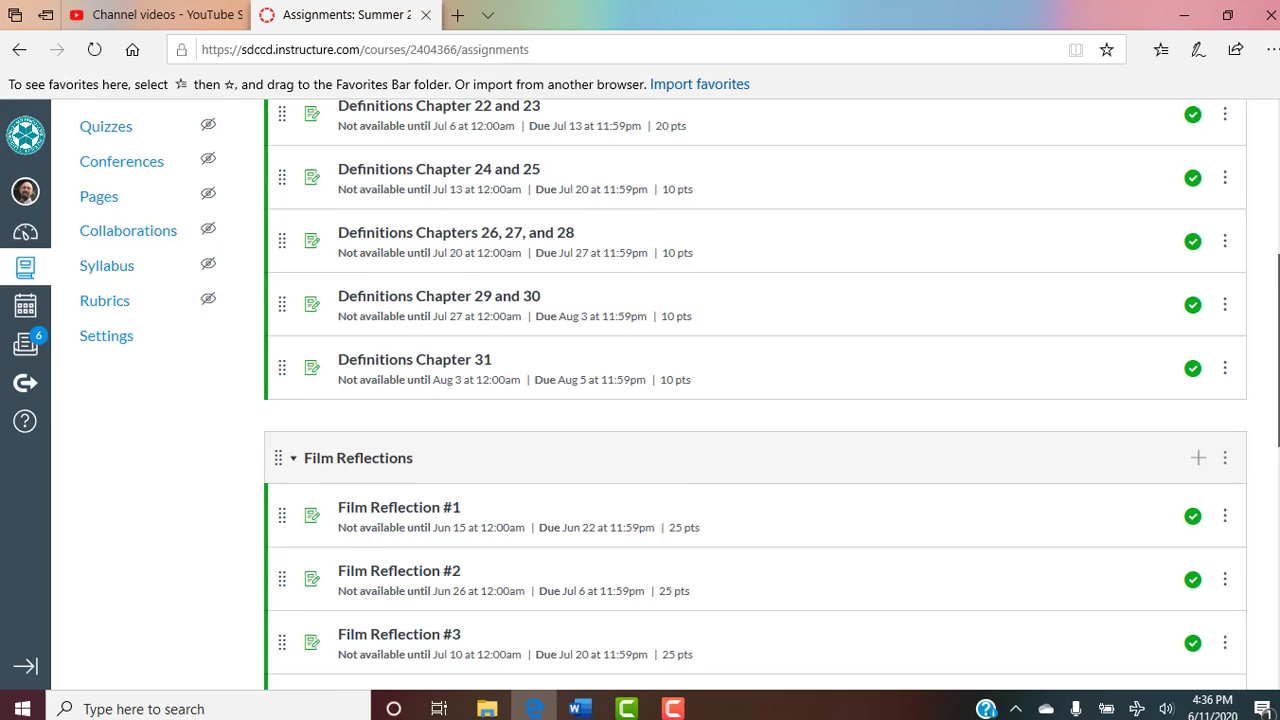 Channel videos - YouTube S
Assignments: Summer 2
https://sdccd.instructure.com/courses/2404366/assignments
To see favorites here, select then ☆, and drag to the Favorites Bar folder. Or import from another browser. Import favorites
Quizzes
Conferences
Pages
Collaborations
Syllabus
Rubrics
Settings
6
Definitions Chapter 22 and 23
Not available until Jul 6 at 12:00am | Due Jul 13 at 11:59pm | 20 pts
Definitions Chapter 24 and 25
Not available until Jul 13 at 12:00am | Due Jul 20 at 11:59pm | 10 pts
Definitions Chapters 26, 27, and 28
Not available until Jul 20 at 12:00am | Due Jul 27 at 11:59pm | 10 pts
Definitions Chapter 29 and 30
Not available until Jul 27 at 12:00am | Due Aug 3 at 11:59pm | 10 pts
Definitions Chapter 31
Not available until Aug 3 at 12:00am | Due Aug 5 at 11:59pm | 10 pts
Film Reflections
Film Reflection #1
Not available until Jun 15 at 12:00am | Due Jun 22 at 11:59pm | 25 pts
Film Reflection #2
Not available until Jun 26 at 12:00am | Due Jul 6 at 11:59pm | 25 pts
Film Reflection #3
Not available until Jul 10 at 12:00am | Due Jul 20 at 11:59pm | 25 pts
Type here to search
4:36 PM
6/11/2020